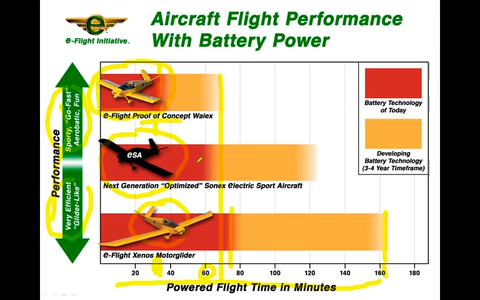 e
e-Flight Initiative™
Aircraft Flight Performance
With Battery Power
Performance
Sporty, "Go-Fast"
Aerobatic, Fun
Very Efficient
"Glider-Like"
e-Flight Proof of Concept Waiex
eSA
Next Generation "Optimized" Sonex Electric Sport Aircraft
e-Flight Xenos Motorglider
Battery Technology
of Today
Developing
Battery Technology
(3-4 Year Timeframe)
20 40 60 80 100 120 140 160 180
Powered Flight Time in Minutes